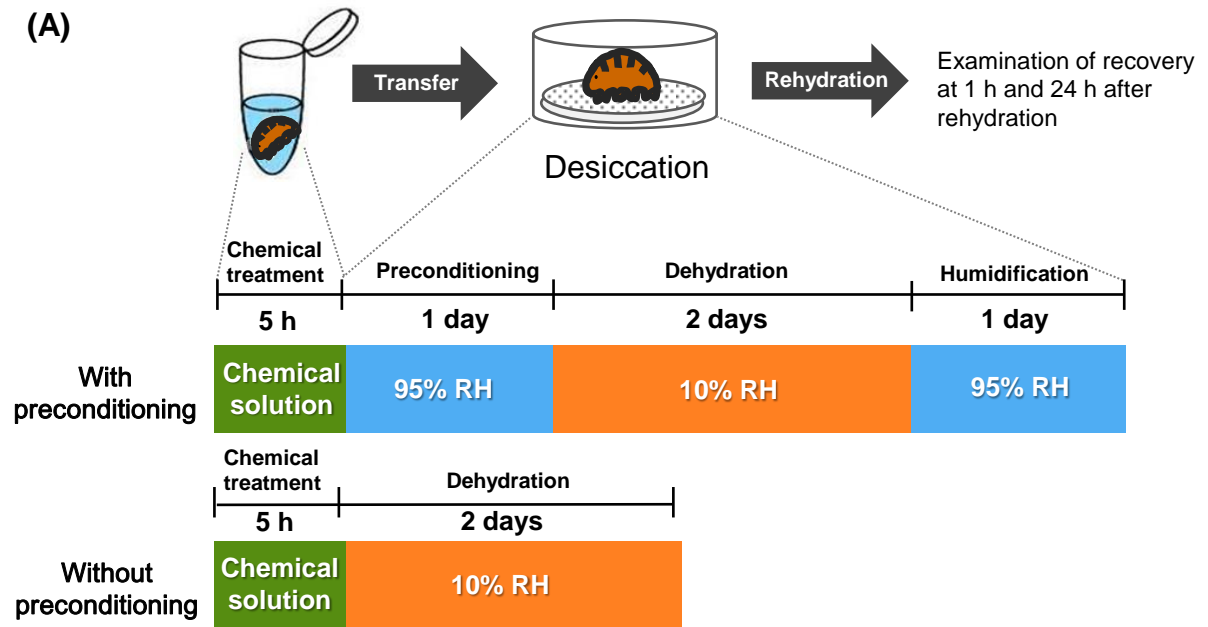 (A)
Transfer
Rehydration
Examination of recovery
at 1 h and 24 h after
rehydration
Desiccation
Chemical
treatment
Preconditioning
Dehydration
Humidification
5 h
1 day
2 days
1 day
With
preconditioning
Chemical
solution
95% RH
10% RH
95% RH
Chemical
treatment
Dehydration
5 h
2 days
Without
preconditioning
Chemical
solution
10% RH